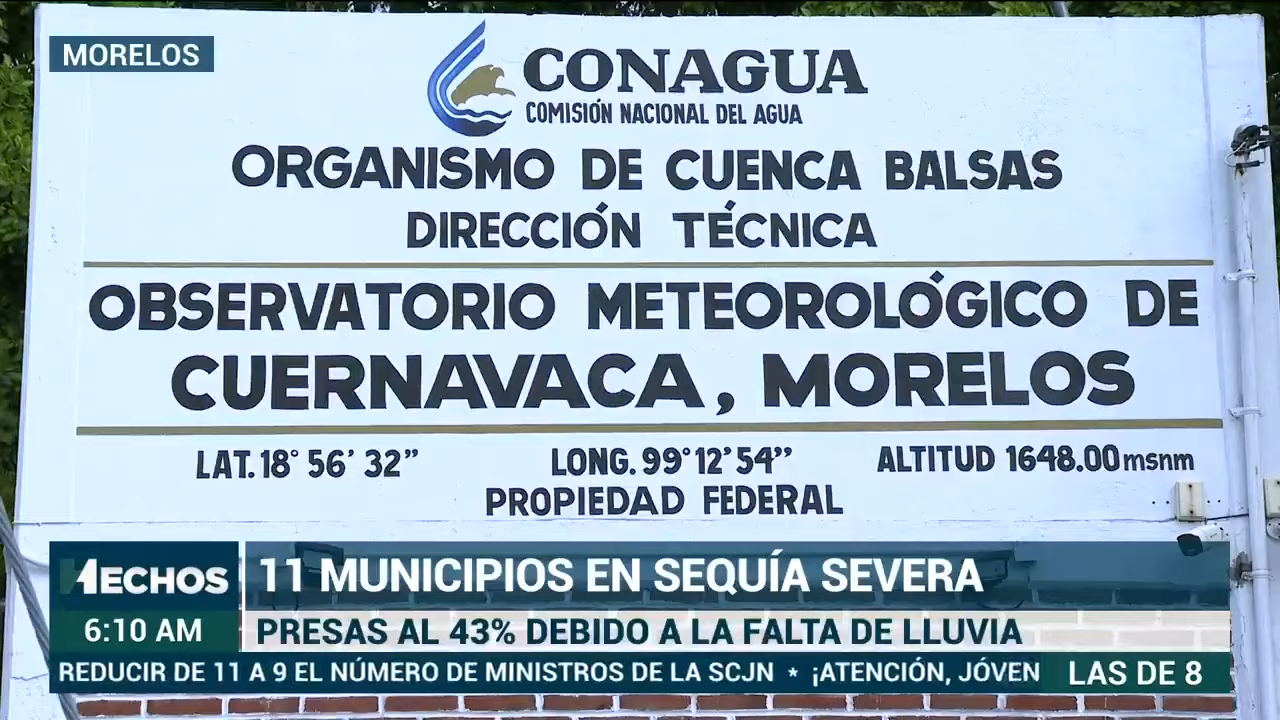 MORELOS
CONAGUA
COMISIÓN NACIONAL DEL AGUA
ORGANISMO DE CUENCA BALSAS
DIRECCIÓN TÉCNICA
OBSERVATORIO METEOROLÓGICO DE
CUERNAVACA, MORELOS
LAT. 18° 56' 32”
LONG. 99° 12' 54”
ALTITUD 1648.00 msnm
PROPIEDAD FEDERAL
HECHOS
11 MUNICIPIOS EN SEQUÍA SEVERA
6:10 AM
PRESAS AL 43% DEBIDO A LA FALTA DE LLUVIA
REDUCIR DE 11 A 9 EL NÚMERO DE MINISTROS DE LA SCJN * ¡ATENCIÓN, JÓVEN
LAS DE 8